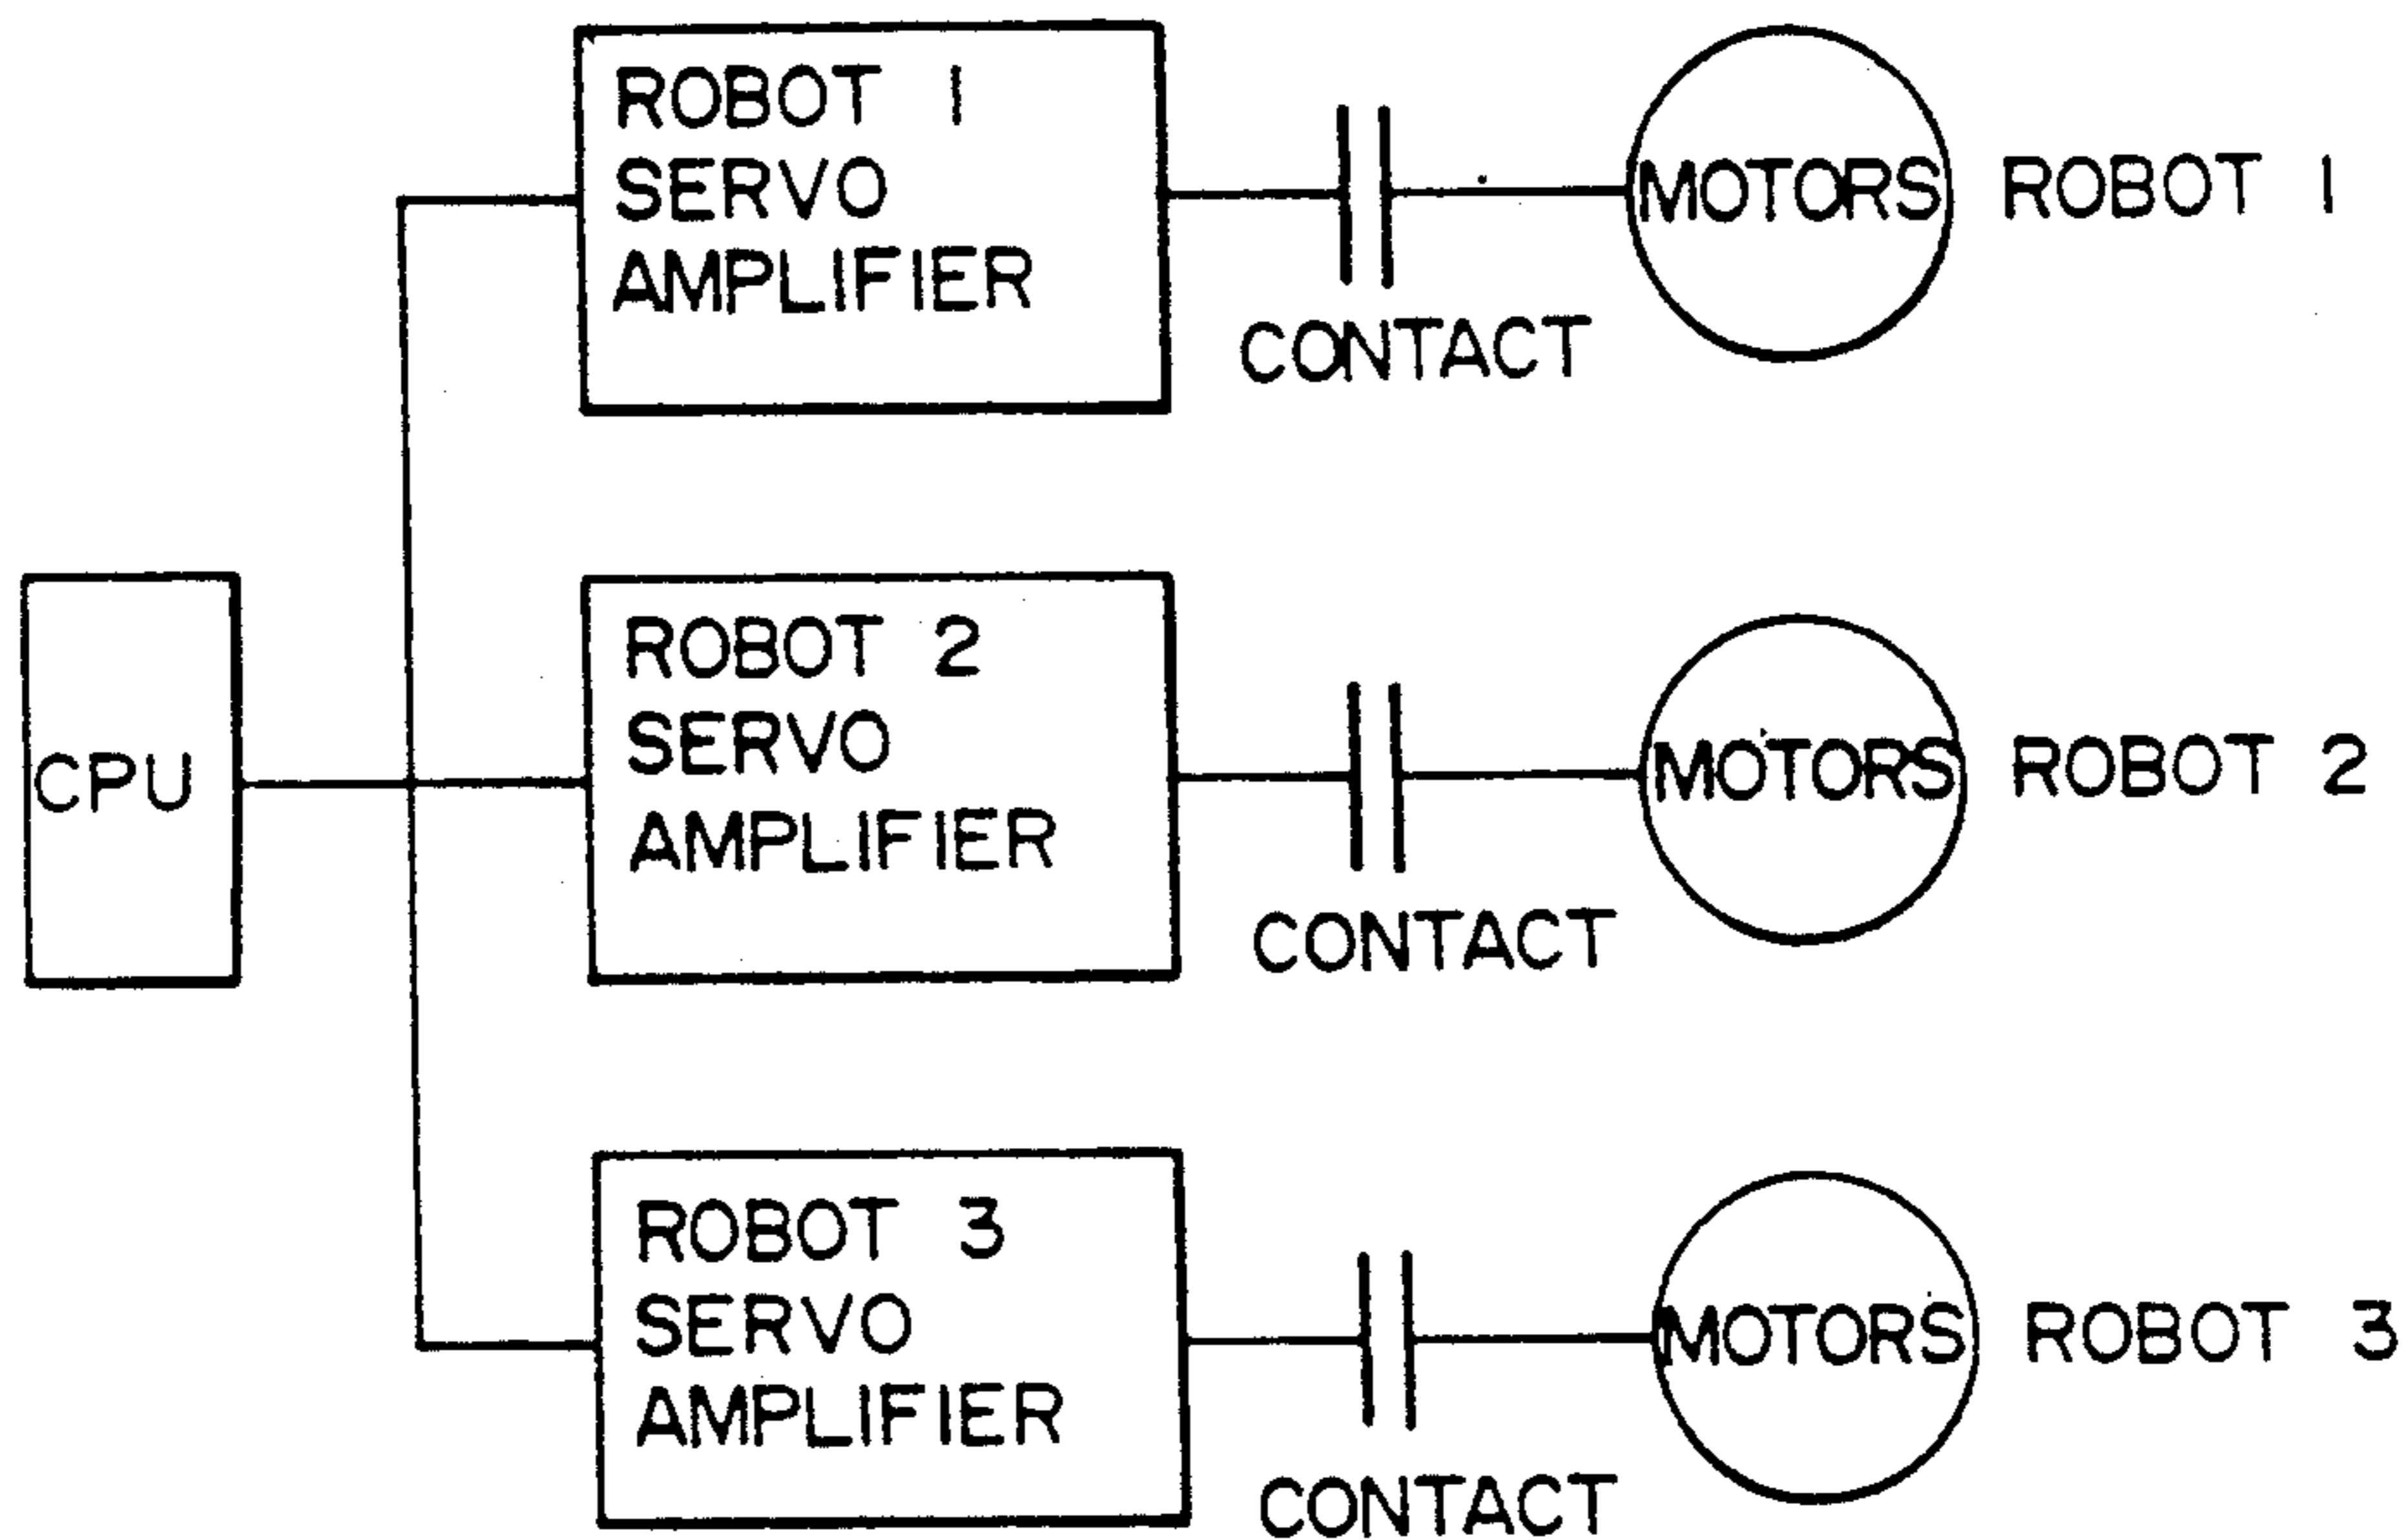 ROBOT 1
SERVO
AMPLIFIER
CONTACT
MOTORS
ROBOT 1
CPU
ROBOT 2
SERVO
AMPLIFIER
CONTACT
MOTORS
ROBOT 2
ROBOT 3
SERVO
AMPLIFIER
CONTACT
MOTORS
ROBOT 3